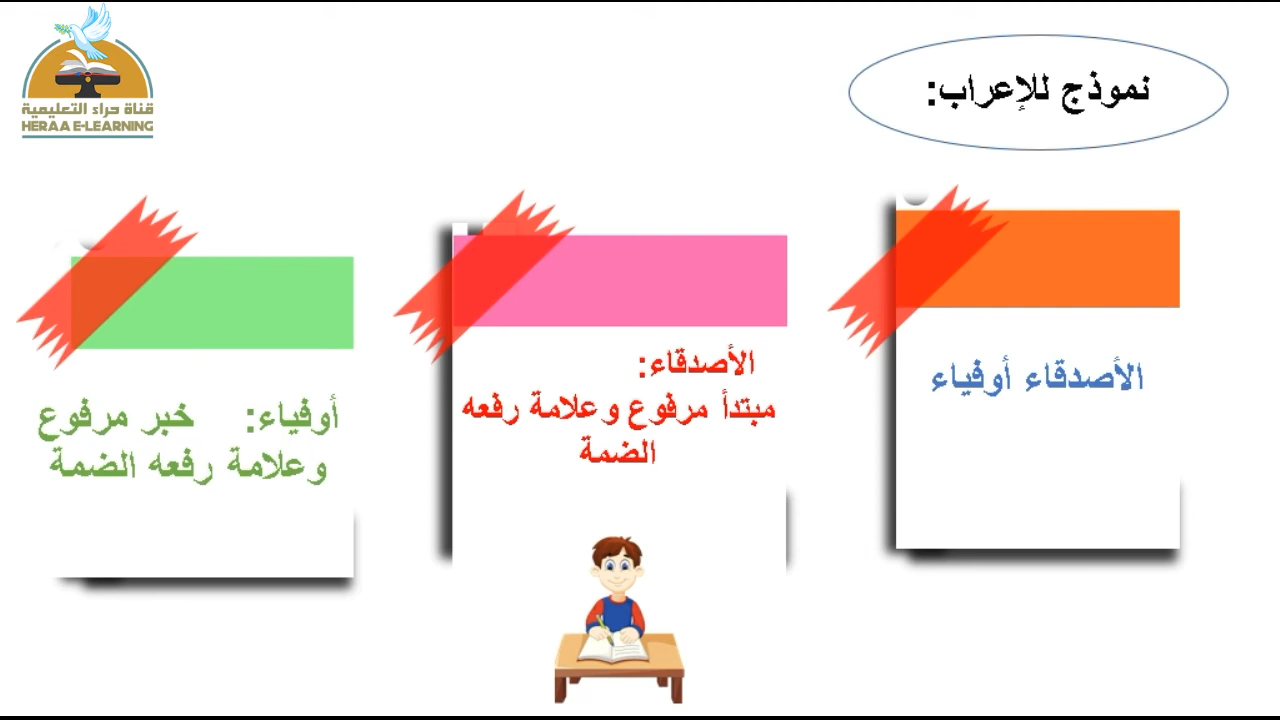 قناة حراء التعليمية
HERAA E-LEARNING
نموذج للإعراب:
الأصدقاء أوفياء
الأصدقاء:
مبتدأ مرفوع وعلامة رفعه
الضمة
أوفياء: خبر مرفوع
وعلامة رفعه الضمة